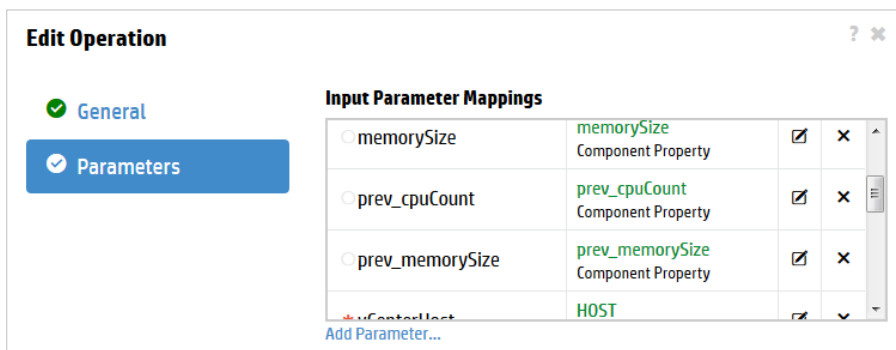 Edit Operation
? ✖
General
Parameters
Input Parameter Mappings
memorySize
memorySize
Component Property
prev_cpuCount
prev_cpuCount
Component Property
prev_memorySize
prev_memorySize
Component Property
* vCenterHost
HOST
Add Parameter...